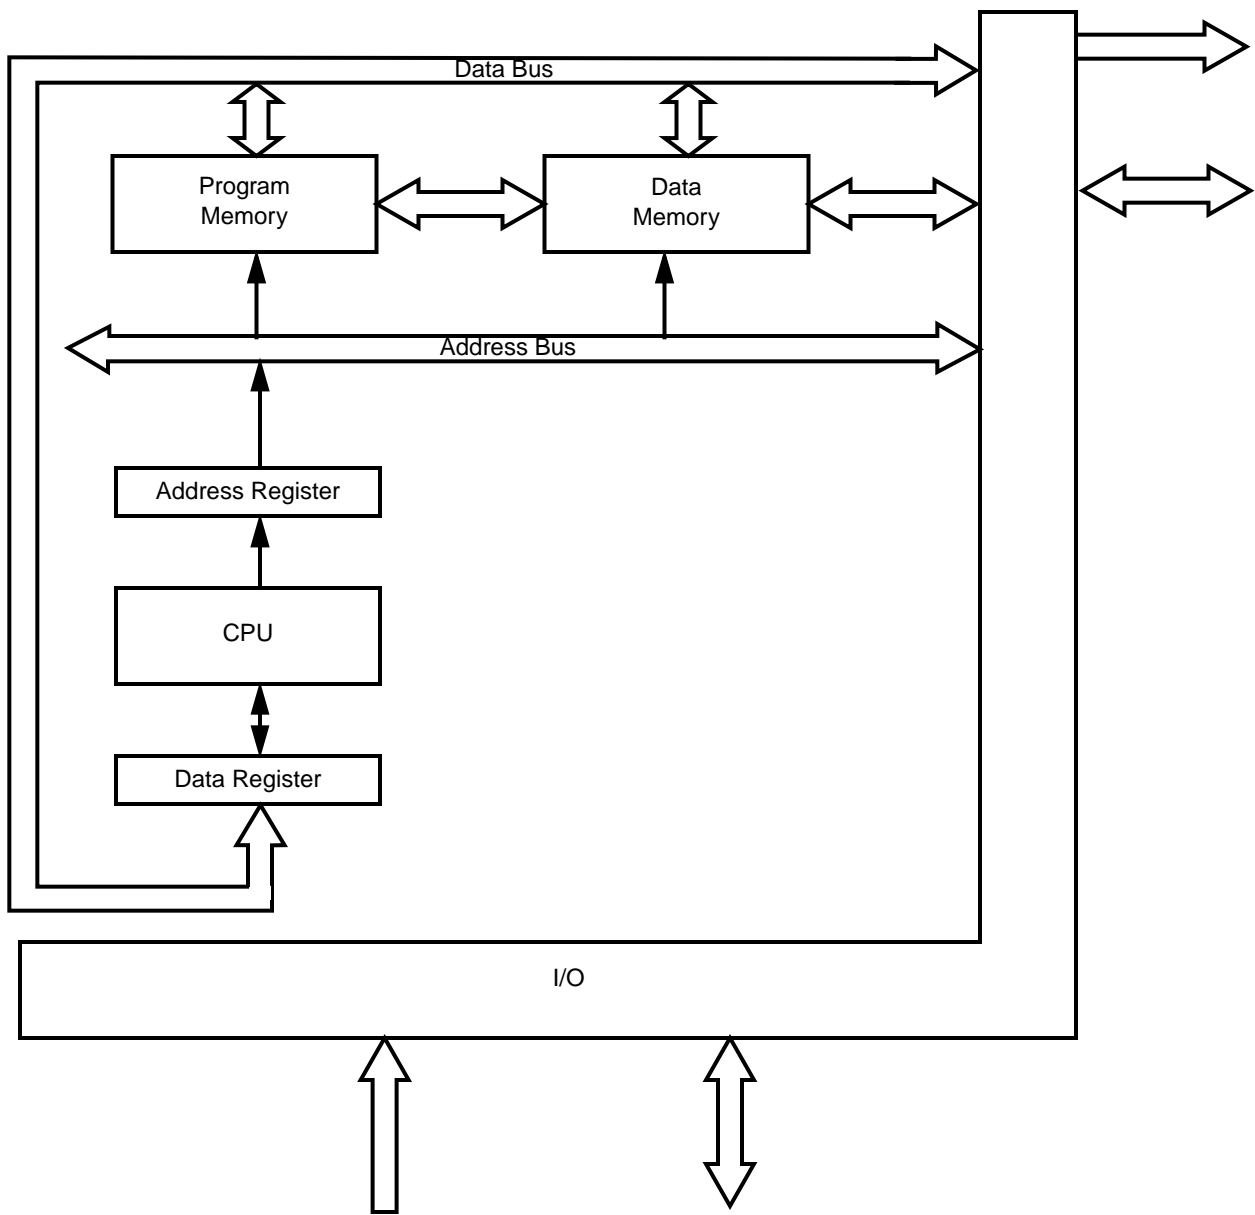 Data Bus
Program
Memory
Data
Memory
Address Bus
Address Register
CPU
Data Register
I/O